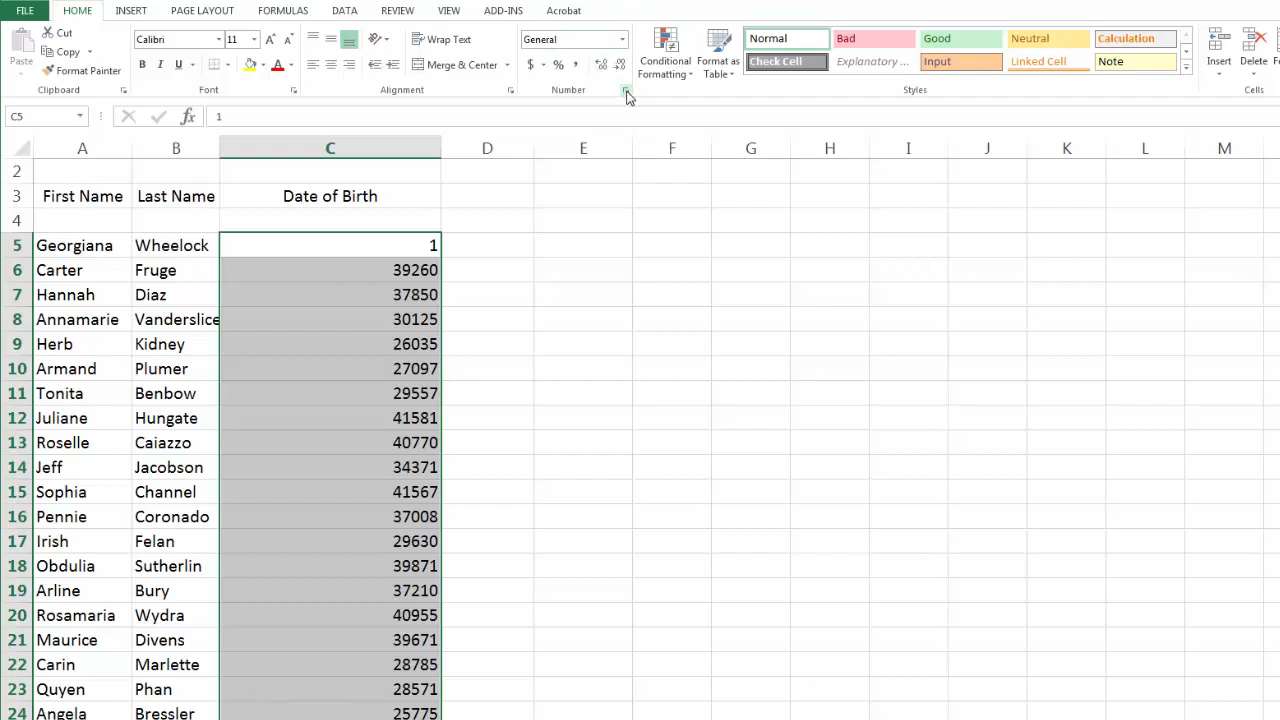 FILE HOME INSERT PAGE LAYOUT FORMULAS DATA REVIEW VIEW ADD-INS Acrobat
Cut
Copy
Format Painter
Paste
Clipboard
Calibri 11 A A
B I U A
Font
Wrap Text
Merge & Center
Alignment
General
$ % ,
Number
Conditional Formatting
Format as Table
Normal Bad Good Neutral Calculation
Check Cell Explanatory ... Input Linked Cell Note
Styles
Insert Delete
Cells
C5 fx 1
A B C D E F G H I J K L M
2
3 First Name Last Name Date of Birth
4
5 Georgiana Wheelock 1
6 Carter Fruge 39260
7 Hannah Diaz 37850
8 Annamarie Vanderslice 30125
9 Herb Kidney 26035
10 Armand Plumer 27097
11 Tonita Benbow 29557
12 Juliane Hungate 41581
13 Roselle Caiazzo 40770
14 Jeff Jacobson 34371
15 Sophia Channel 41567
16 Pennie Coronado 37008
17 Irish Felan 29630
18 Obdulia Sutherlin 39871
19 Arline Bury 37210
20 Rosamaria Wydra 40955
21 Maurice Divens 39671
22 Carin Marlette 28785
23 Quyen Phan 28571
24 Angela Bressler 25775